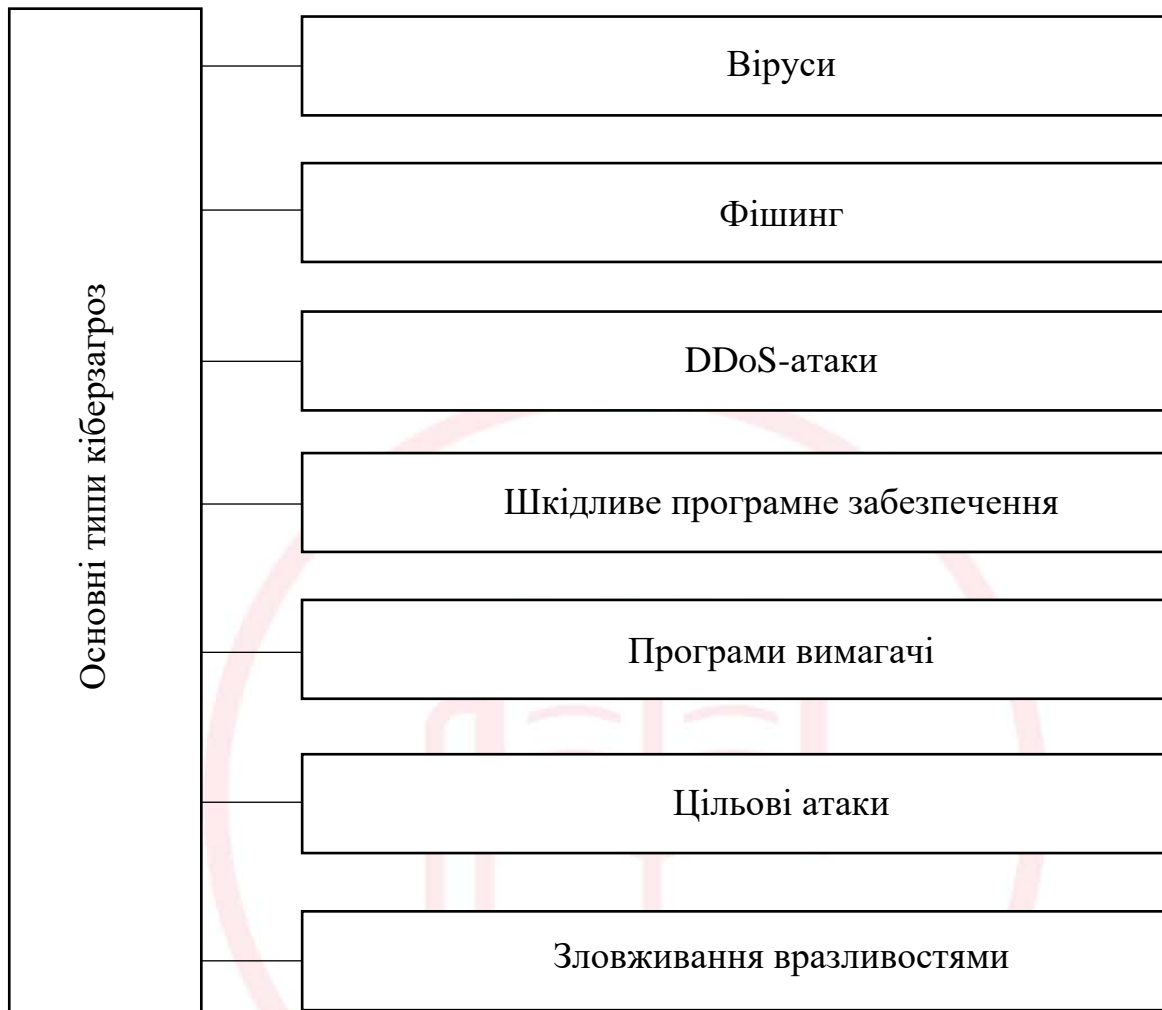 Основні типи кіберзагроз
Віруси
Фішинг
DDoS-атаки
Шкідливе програмне забезпечення
Програми вимагачі
Цільові атаки
Зловживання вразливостями